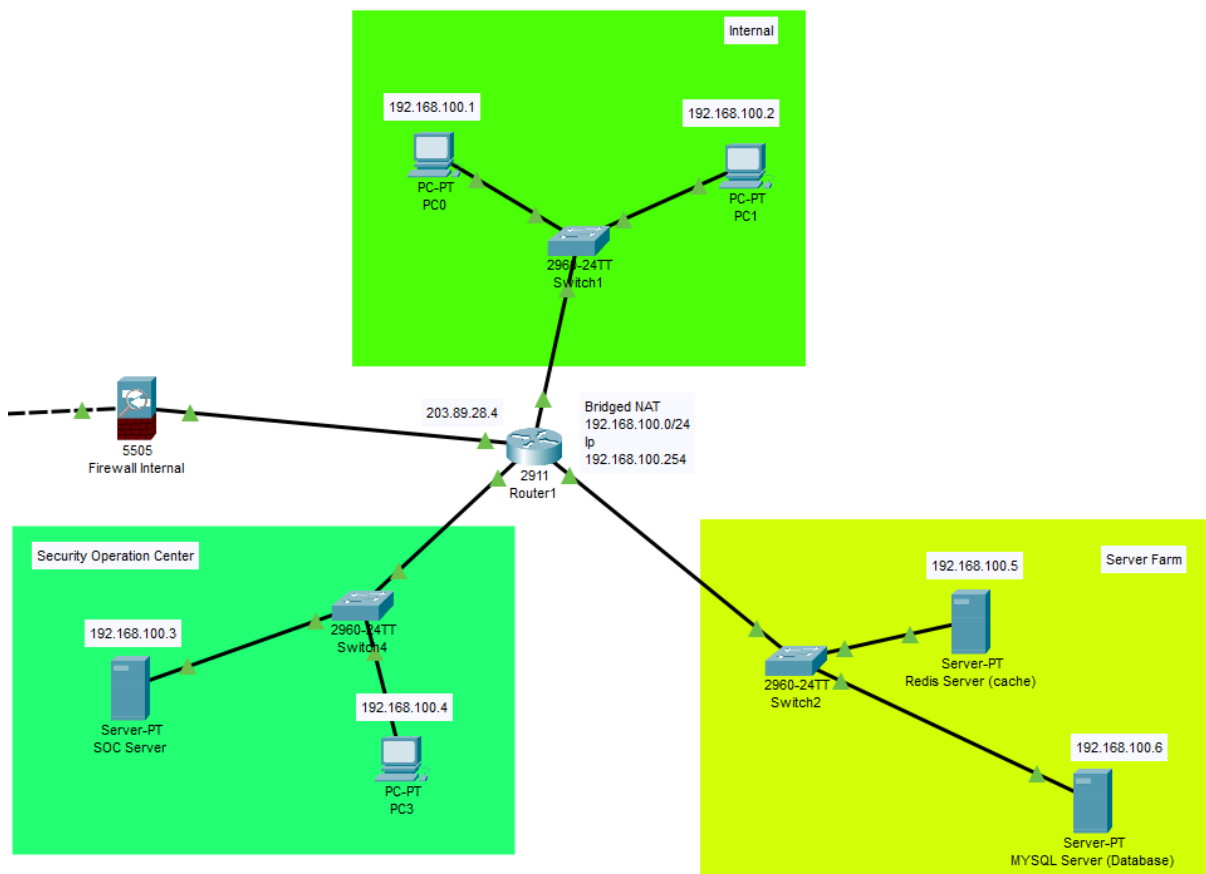 Internal
192.168.100.1
192.168.100.2
PC-PT
PC0
PC-PT
PC1
2960-24TT
Switch1
203.89.28.4
Bridged NAT
192.168.100.0/24
Ip
192.168.100.254
5505
Firewall Internal
2911
Router1
Security Operation Center
192.168.100.3
2960-24TT
Switch4
Server-PT
SOC Server
192.168.100.4
PC-PT
PC3
Server Farm
192.168.100.5
Server-PT
Redis Server (cache)
2960-24TT
Switch2
192.168.100.6
Server-PT
MYSQL Server (Database)